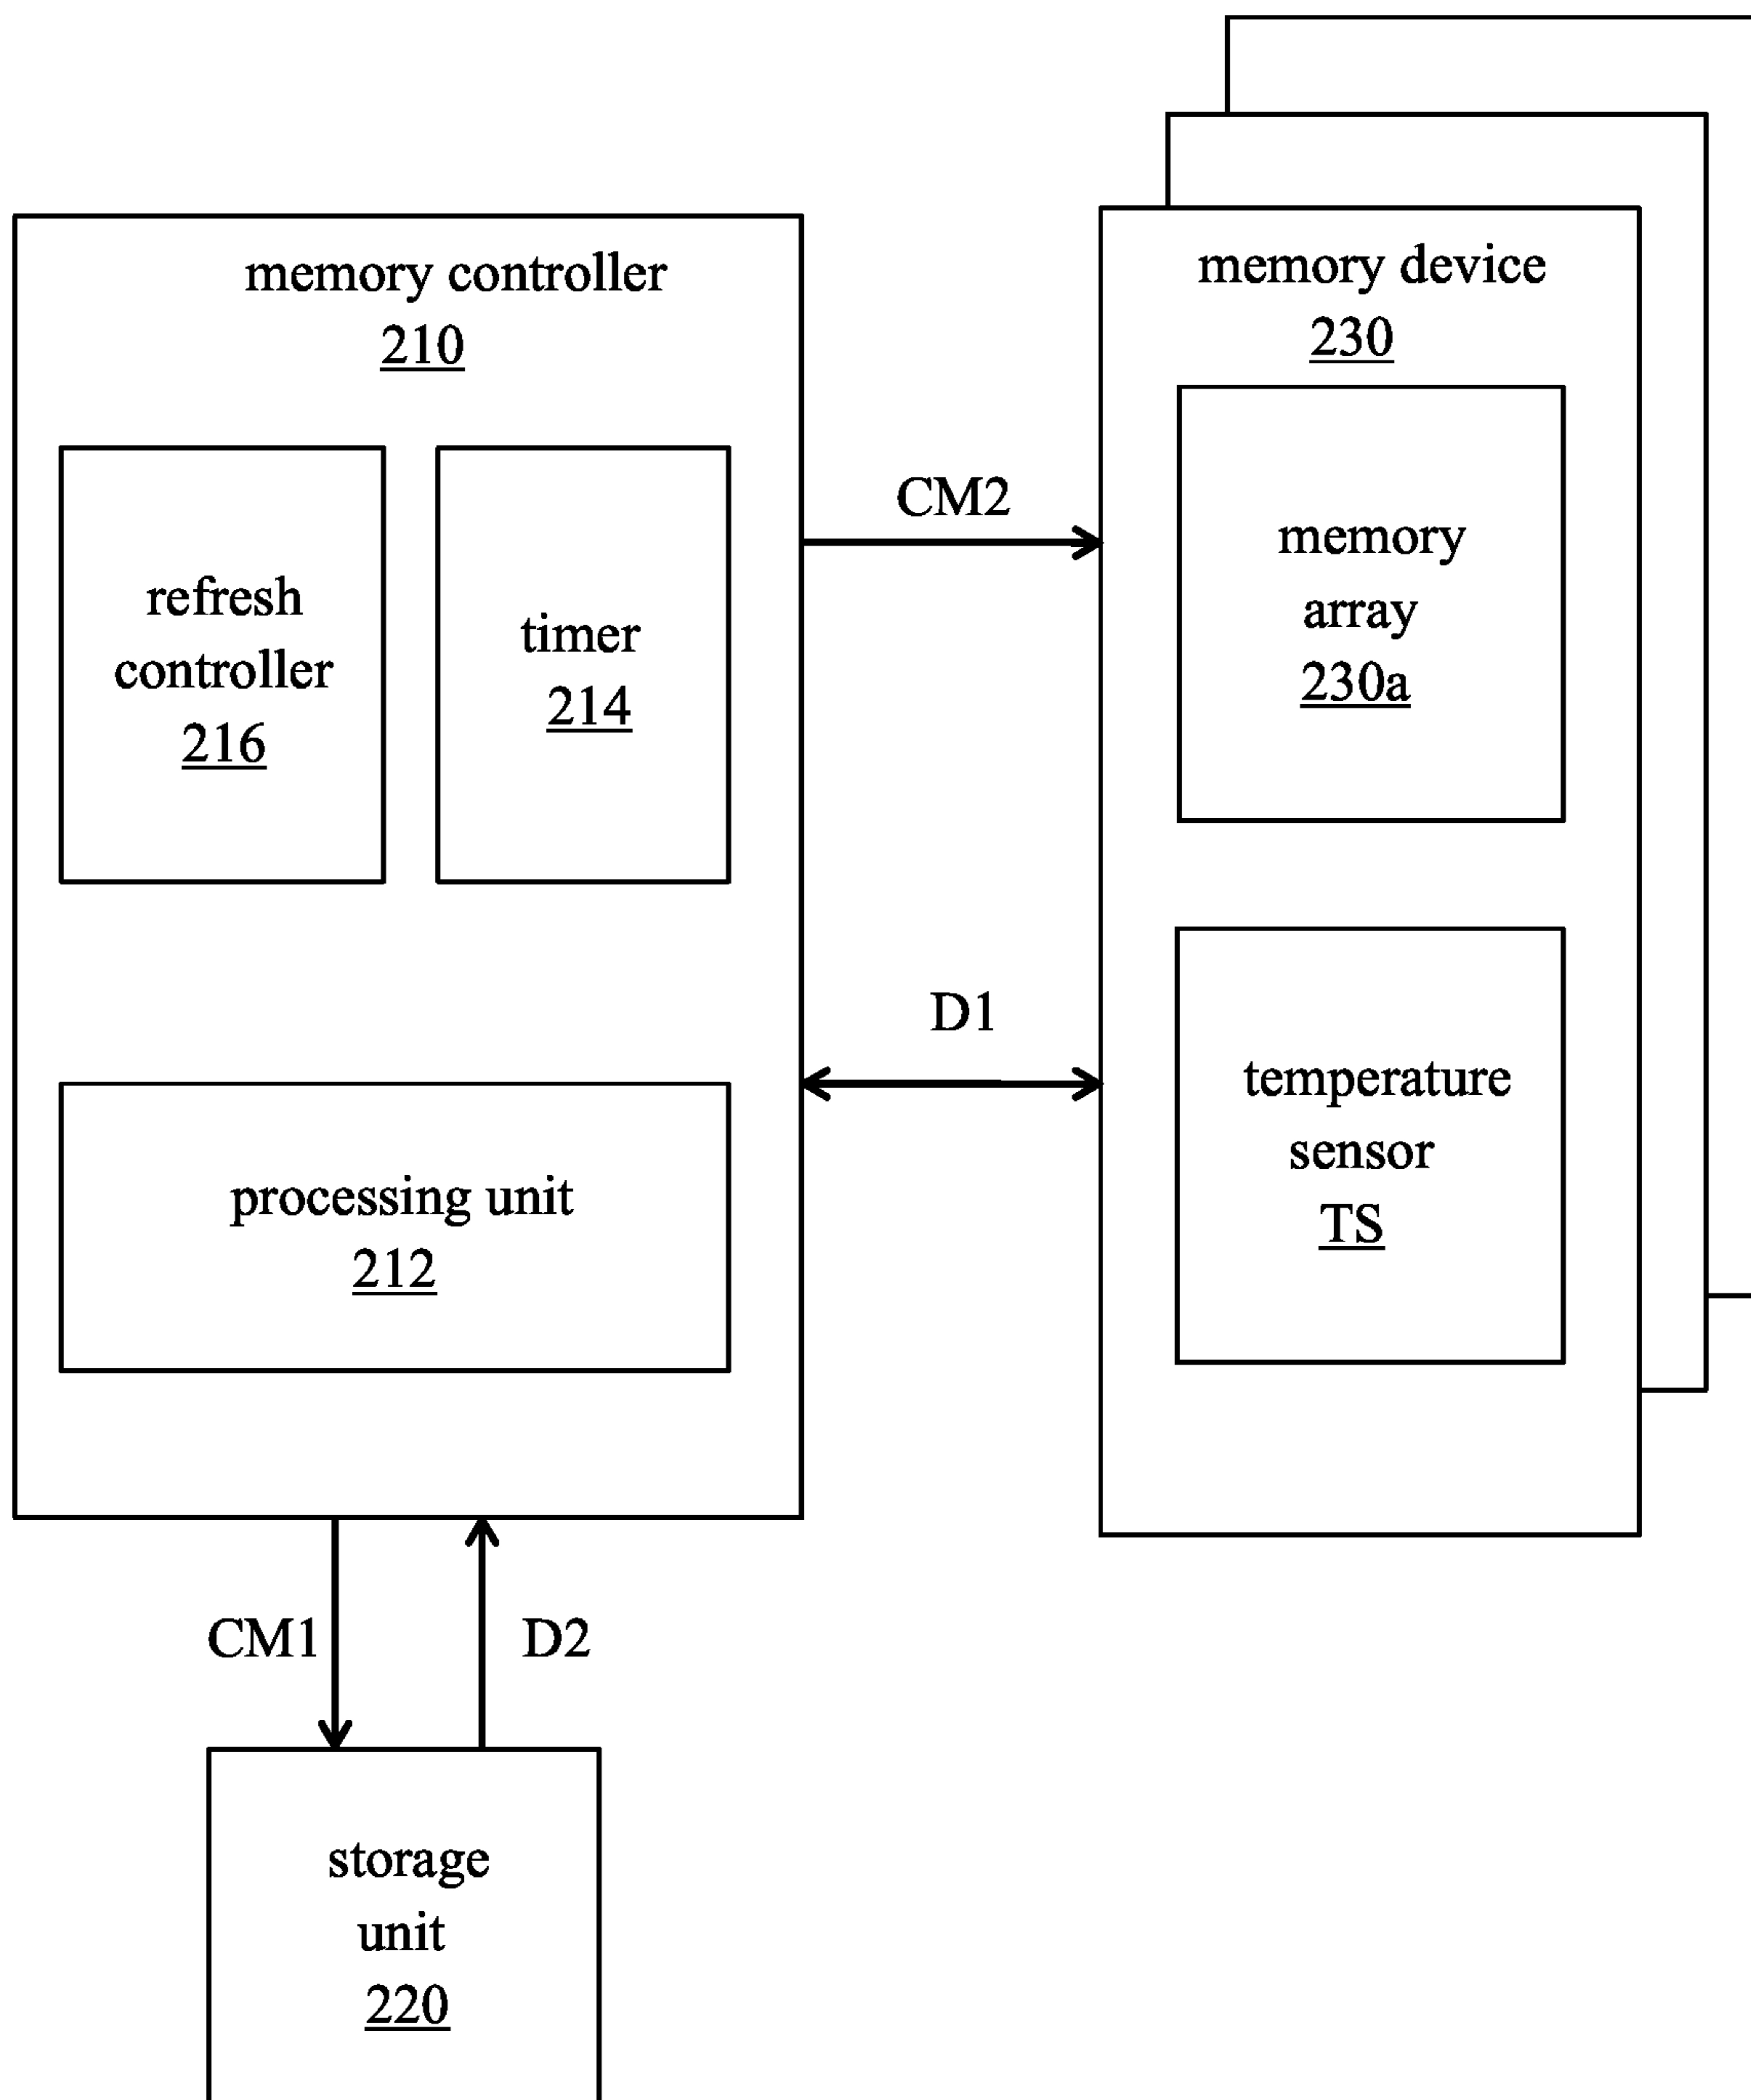 memory controller
210
refresh
controller
216
timer
214
processing unit
212
CM2
D1
memory device
230
memory
array
230a
temperature
sensor
TS
CM1
D2
storage
unit
220